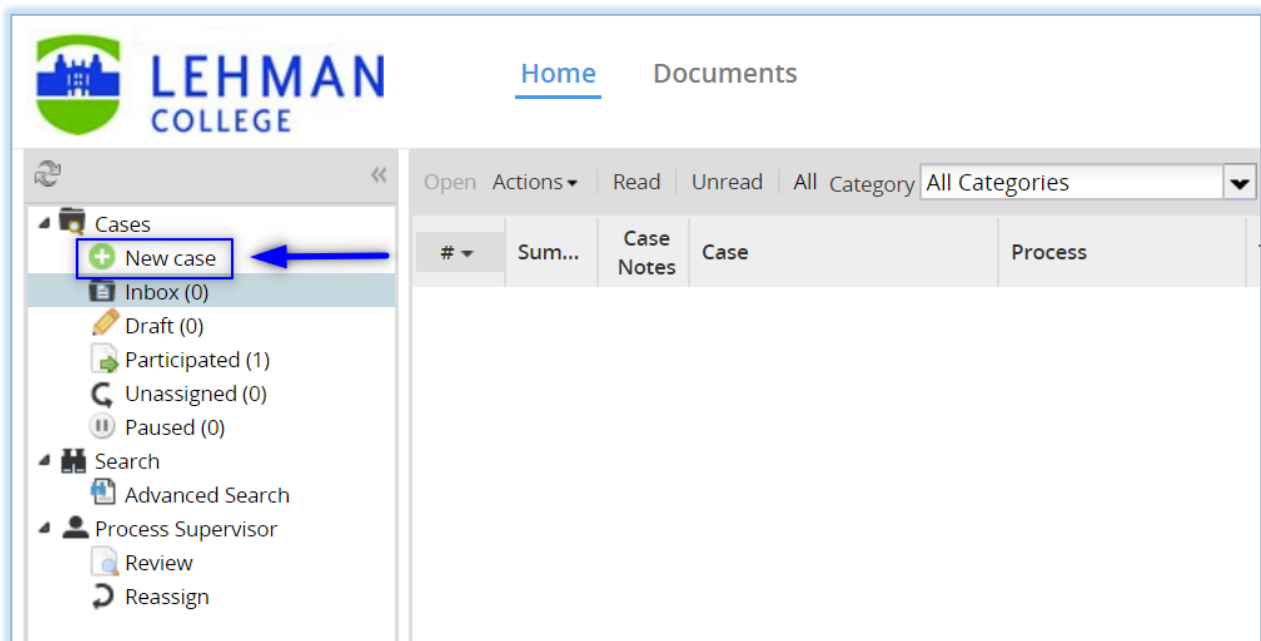 LEHMAN
COLLEGE
Home Documents
Open Actions Read Unread All Category All Categories
# Sum... Case Notes Case Process
Cases
New case
Inbox (0)
Draft (0)
Participated (1)
Unassigned (0)
Paused (0)
Search
Advanced Search
Process Supervisor
Review
Reassign